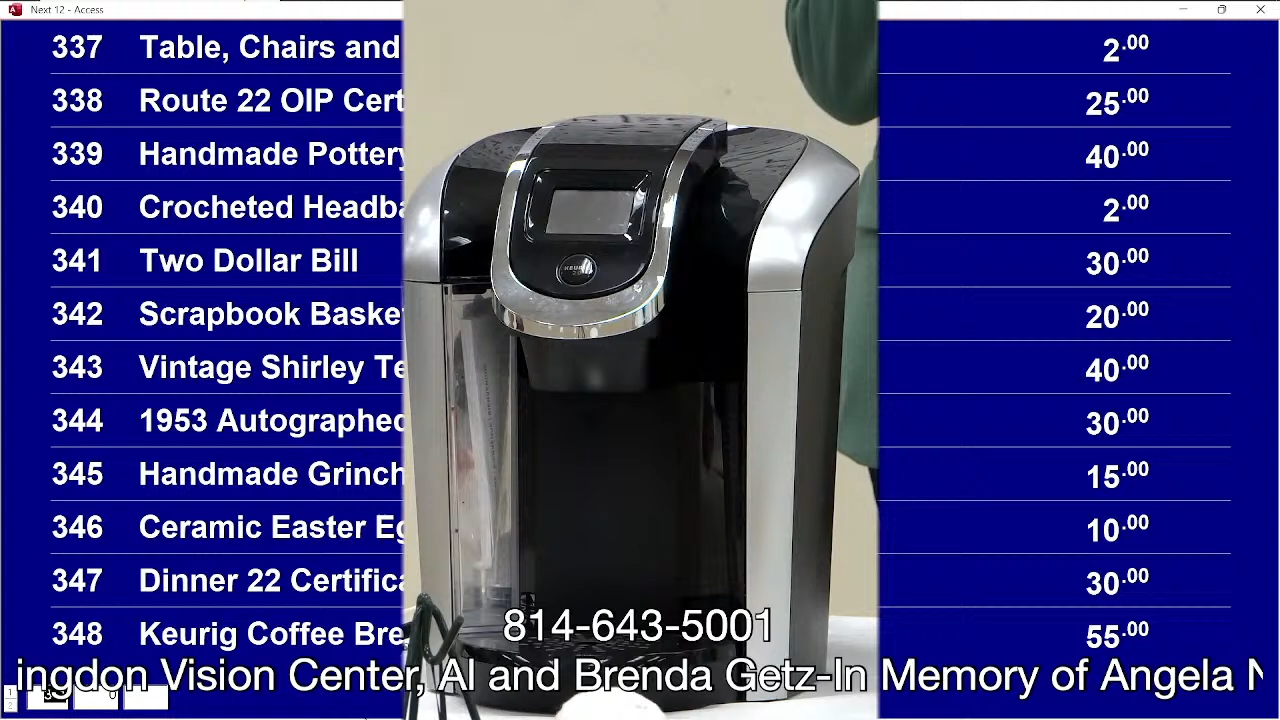 Next 12 - Access
337 Table, Chairs and 2.00
338 Route 22 OIP Cert 25.00
339 Handmade Pottery 40.00
340 Crocheted Headba 2.00
341 Two Dollar Bill 30.00
342 Scrapbook Baske 20.00
343 Vintage Shirley Te 40.00
344 1953 Autographed 30.00
345 Handmade Grinch 15.00
346 Ceramic Easter Eg 10.00
347 Dinner 22 Certifica 30.00
348 Keurig Coffee Bre 55.00
KEURIG
814-643-5001
ingdon Vision Center, Al and Brenda Getz-In Memory of Angela N